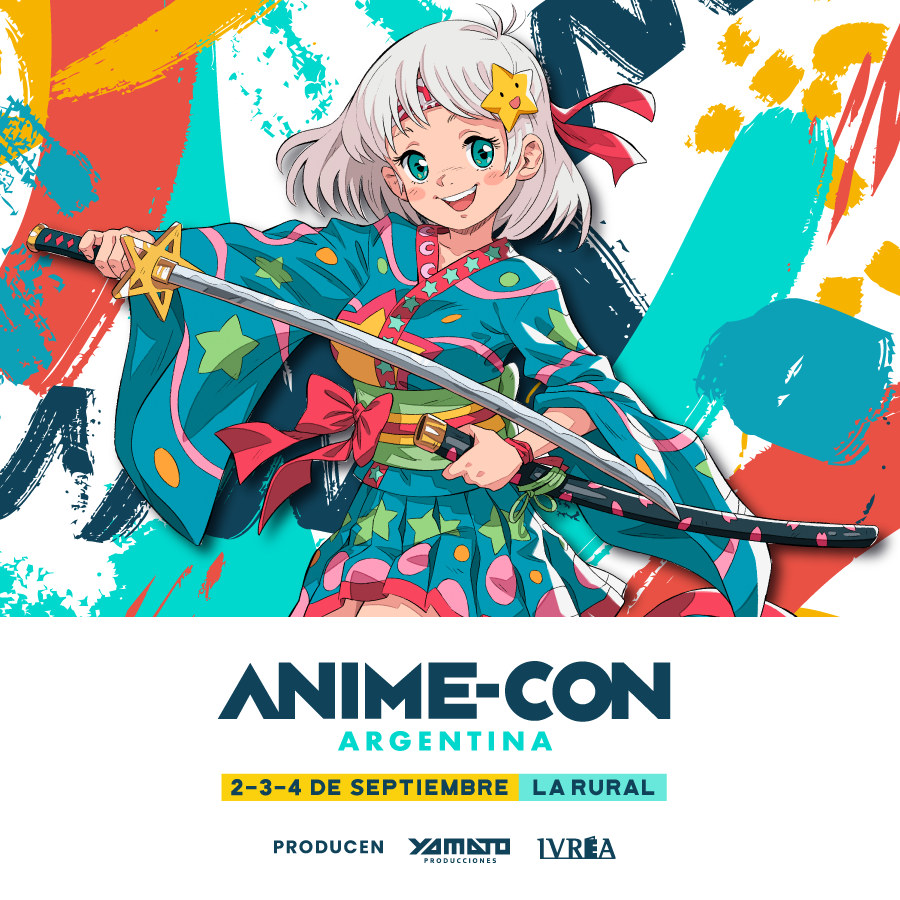 ANIME-CON
ARGENTINA
2-3-4 DE SEPTIEMBRE LA RURAL
PRODUCEN YAMATO PRODUCCIONES IVREA